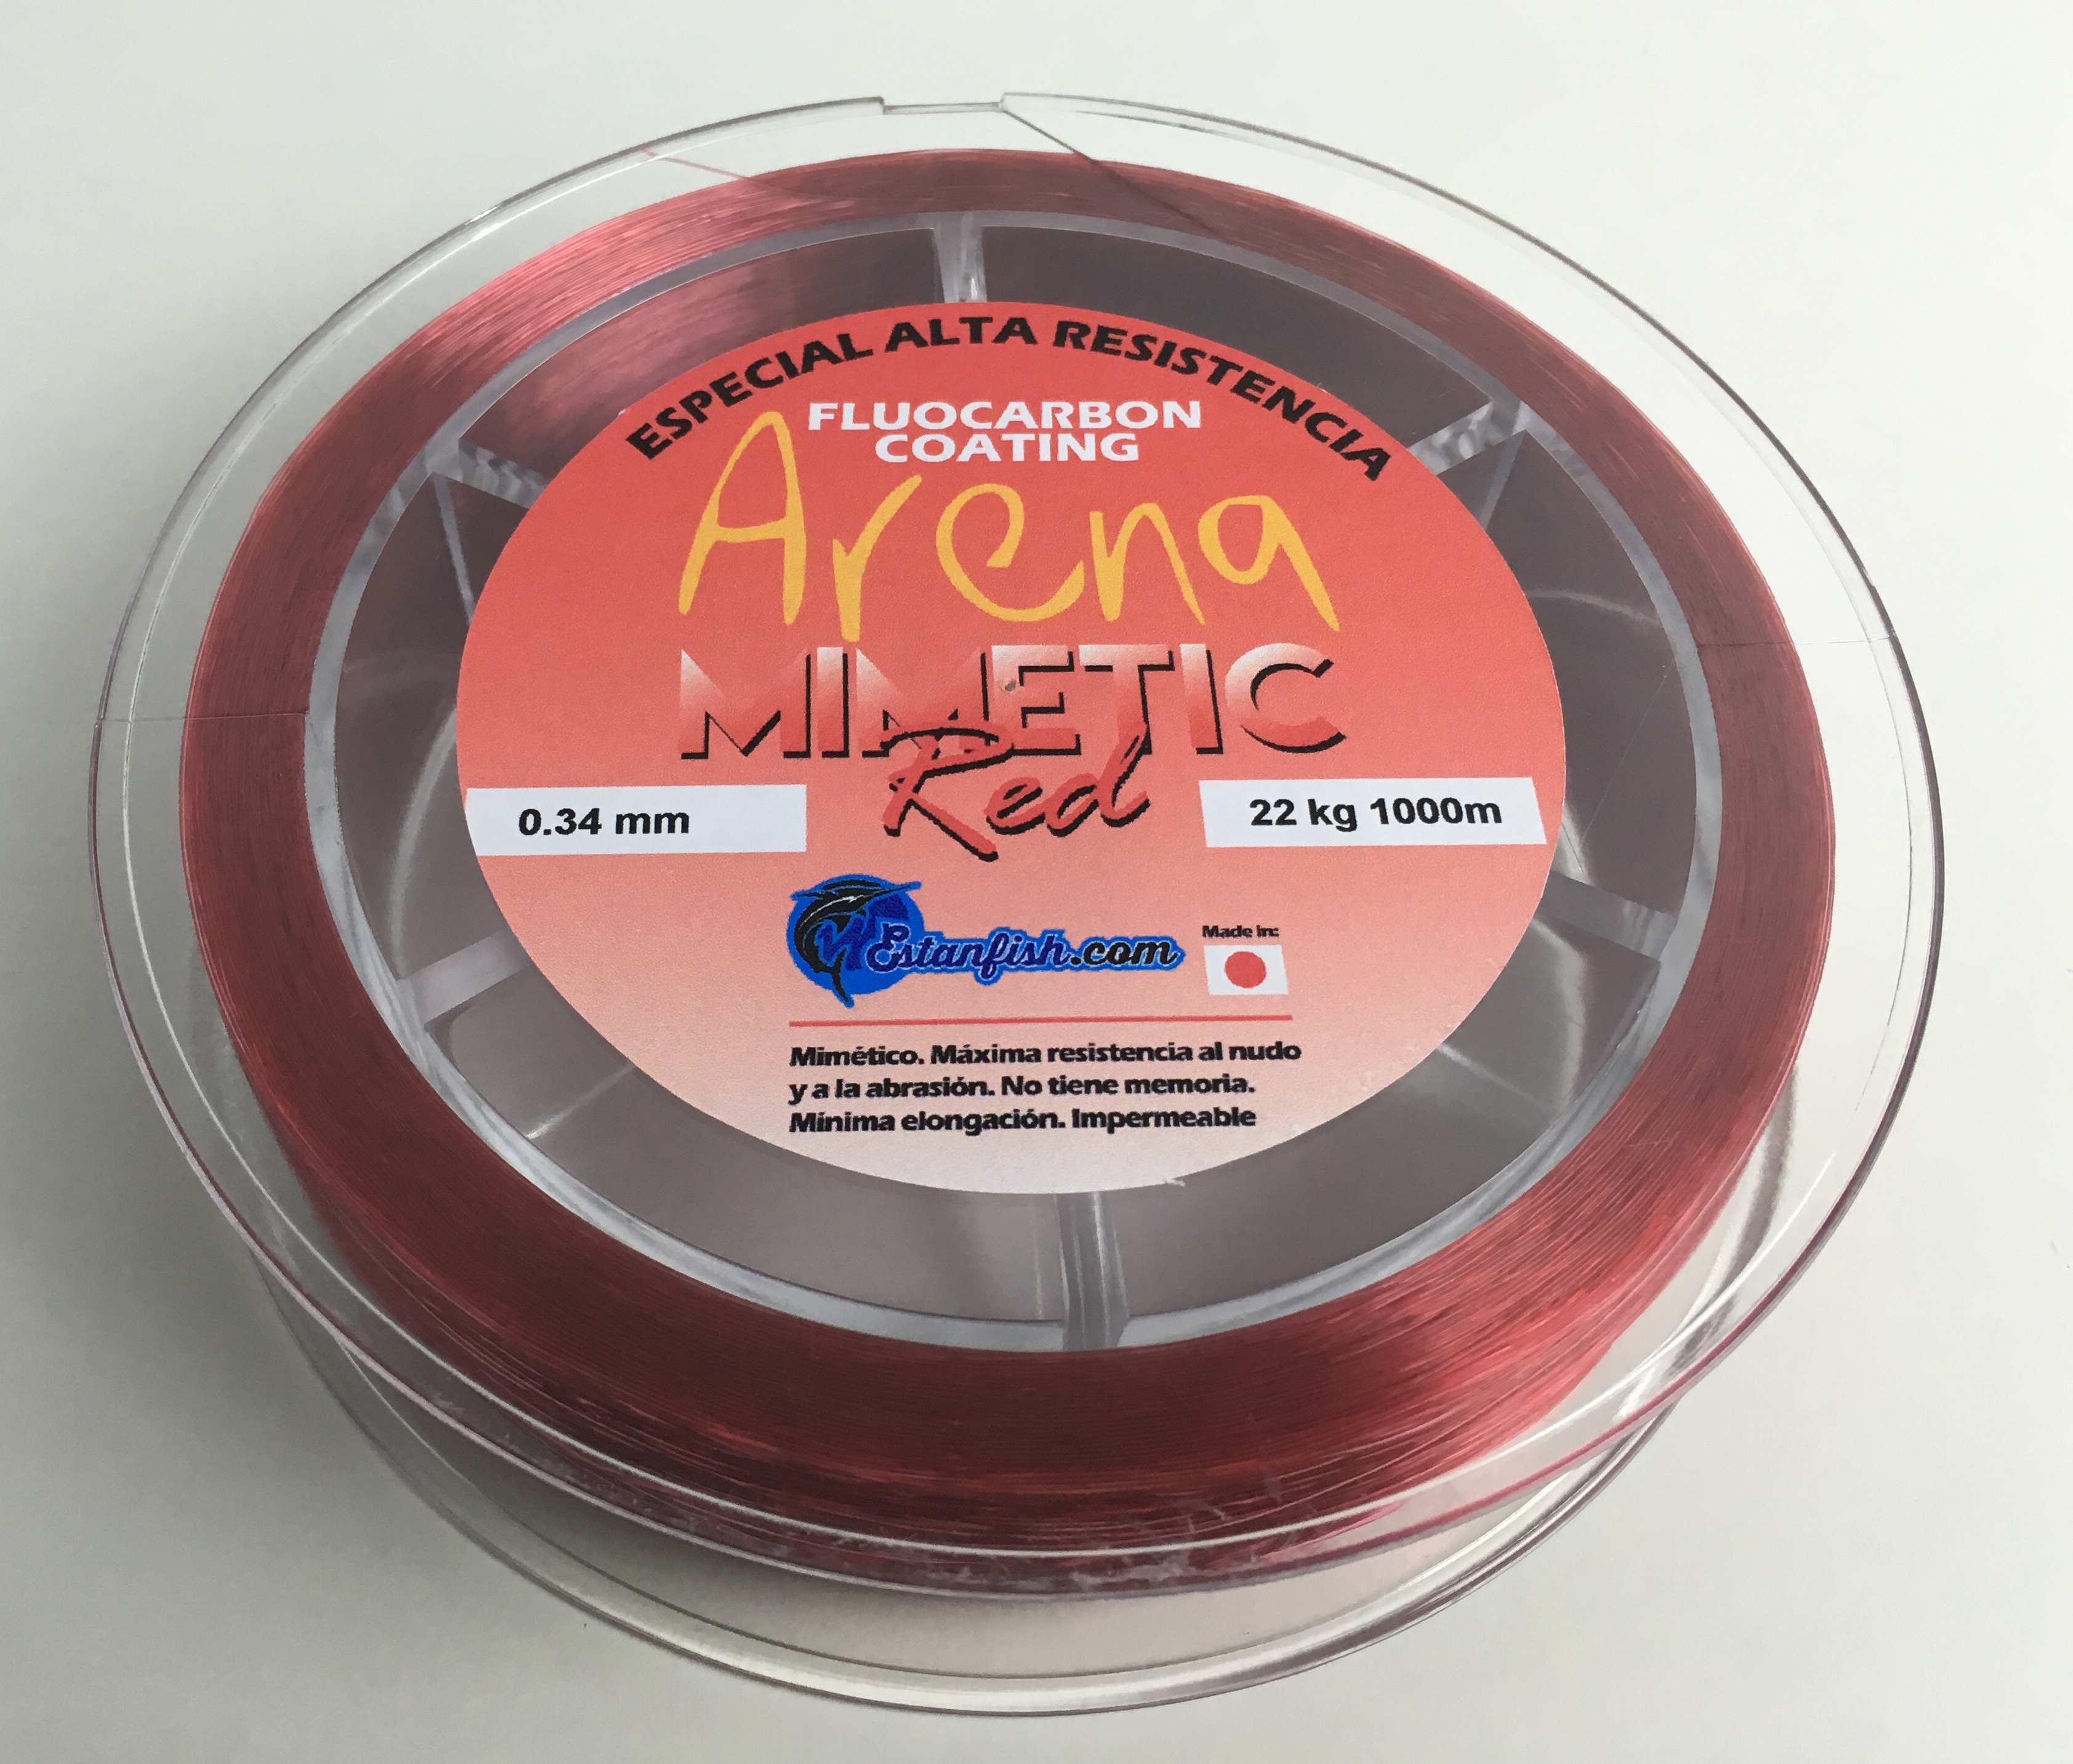 ESPECIAL ALTA RESISTENCIA
FLUOCARBON
COATING
Arena
MIMETIC
Red
0.34 mm
22 kg 1000m
Estanfish.com
Made in:
Mimético. Máxima resistencia al nudo
y a la abrasión. No tiene memoria.
Mínima elongación. Impermeable